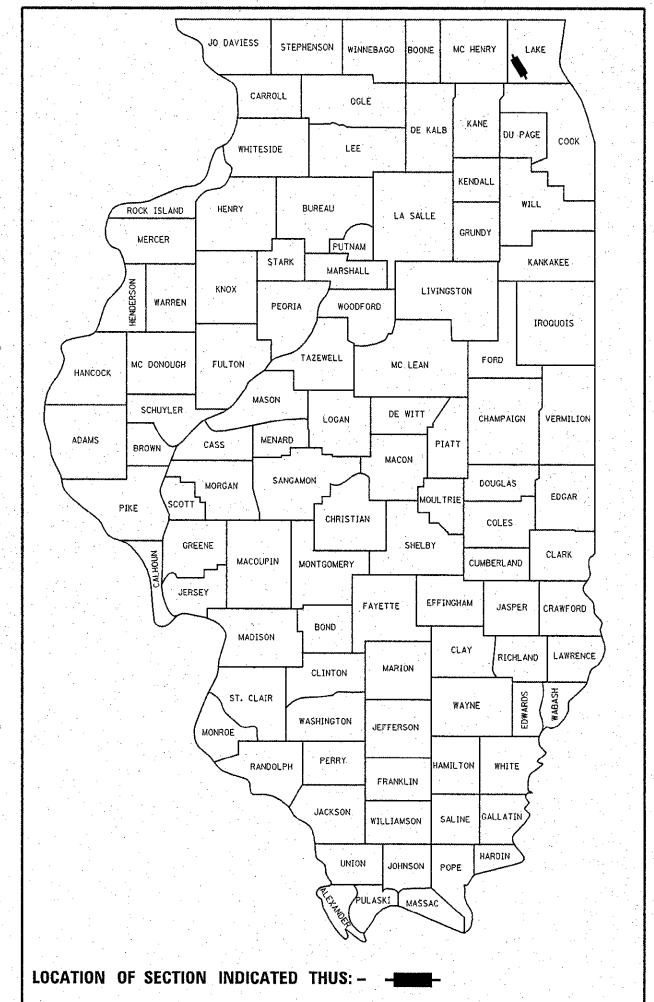 JO DAVIESS STEPHENSON WINNEBAGO BOONE MC HENRY LAKE
CARROLL OGLE DE KALB KANE DU PAGE COOK
WHITESIDE LEE
KENDALL WILL
ROCK ISLAND HENRY BUREAU LA SALLE GRUNDY
MERCER PUTNAM
STARK MARSHALL KANKAKEE
HENDERSON WARREN KNOX PEORIA WOODFORD LIVINGSTON IROQUOIS
HANCOCK MC DONOUGH FULTON TAZEWELL MC LEAN FORD
SCHUYLER MASON LOGAN DE WITT CHAMPAIGN VERMILION
ADAMS BROWN CASS MENARD MACON PIATT
PIKE SCOTT MORGAN SANGAMON MOULTRIE DOUGLAS EDGAR
CHRISTIAN COLES
CALHOUN GREENE MACOUPIN MONTGOMERY SHELBY CUMBERLAND CLARK
JERSEY FAYETTE EFFINGHAM JASPER CRAWFORD
MADISON BOND
CLINTON MARION CLAY RICHLAND LAWRENCE
ST. CLAIR WASHINGTON JEFFERSON WAYNE EDWARDS WABASH
MONROE
RANDOLPH PERRY FRANKLIN HAMILTON WHITE
JACKSON WILLIAMSON SALINE GALLATIN
UNION JOHNSON POPE HARDIN
ALEXANDER PULASKI MASSAC
LOCATION OF SECTION INDICATED THUS: -